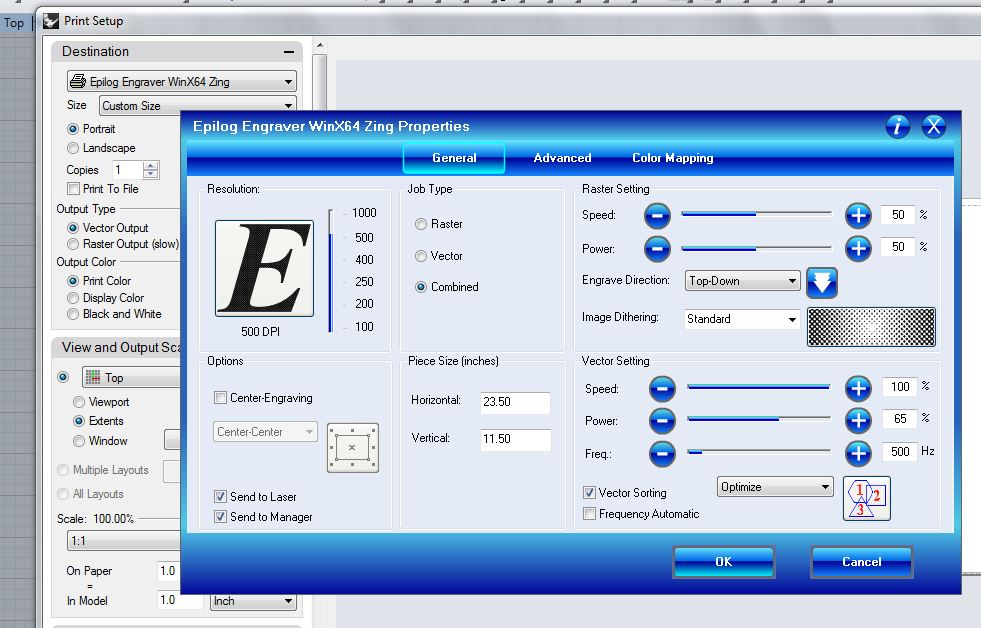 Top
Print Setup
Destination
Epilog Engraver WinX64 Zing
Size Custom Size
Portrait
Landscape
Copies 1
Print To File
Output Type
Vector Output
Raster Output (slow)
Output Color
Print Color
Display Color
Black and White
View and Output Sca
Top
Viewport
Extents
Window
Multiple Layouts
All Layouts
Scale: 100.00%
1:1
On Paper 1.0
=
In Model 1.0 Inch
Epilog Engraver WinX64 Zing Properties
i X
General Advanced Color Mapping
Resolution:
E
1000
500
400
250
200
100
500 DPI
Job Type
Raster
Vector
Combined
Raster Setting
Speed: 50 %
Power: 50 %
Engrave Direction: Top-Down
Image Dithering: Standard
Options
Center-Engraving
Center-Center
Send to Laser
Send to Manager
Piece Size (inches)
Horizontal: 23.50
Vertical: 11.50
Vector Setting
Speed: 100 %
Power: 65 %
Freq.: 500 Hz
Vector Sorting Optimize
1 2
3
Frequency Automatic
OK Cancel